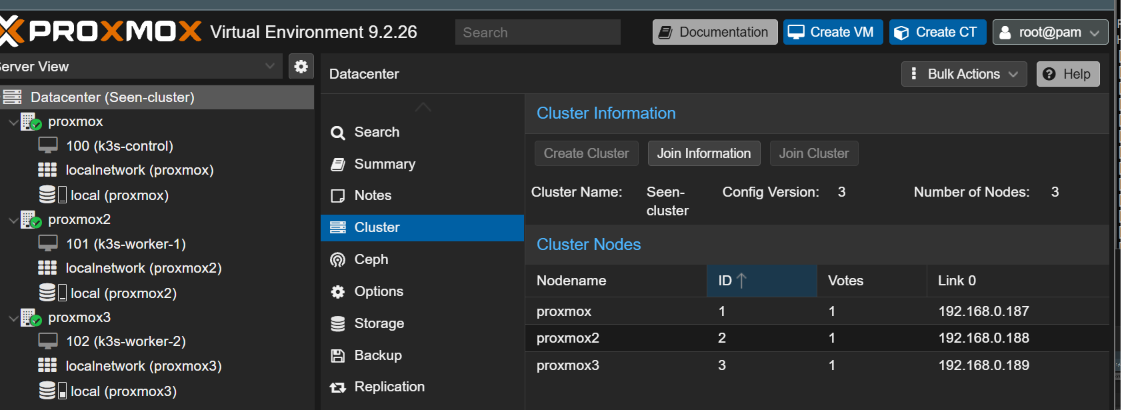 PROXMOX Virtual Environment 9.2.26 Search Documentation Create VM Create CT root@pam
Server View
Datacenter (Seen-cluster)
proxmox
100 (k3s-control)
localnetwork (proxmox)
local (proxmox)
proxmox2
101 (k3s-worker-1)
localnetwork (proxmox2)
local (proxmox2)
proxmox3
102 (k3s-worker-2)
localnetwork (proxmox3)
local (proxmox3)
Datacenter Bulk Actions Help
Search
Summary
Notes
Cluster
Ceph
Options
Storage
Backup
Replication
Cluster Information
Create Cluster Join Information Join Cluster
Cluster Name: Seen-cluster Config Version: 3 Number of Nodes: 3
Cluster Nodes
Nodename ID Votes Link 0
proxmox 1 1 192.168.0.187
proxmox2 2 1 192.168.0.188
proxmox3 3 1 192.168.0.189